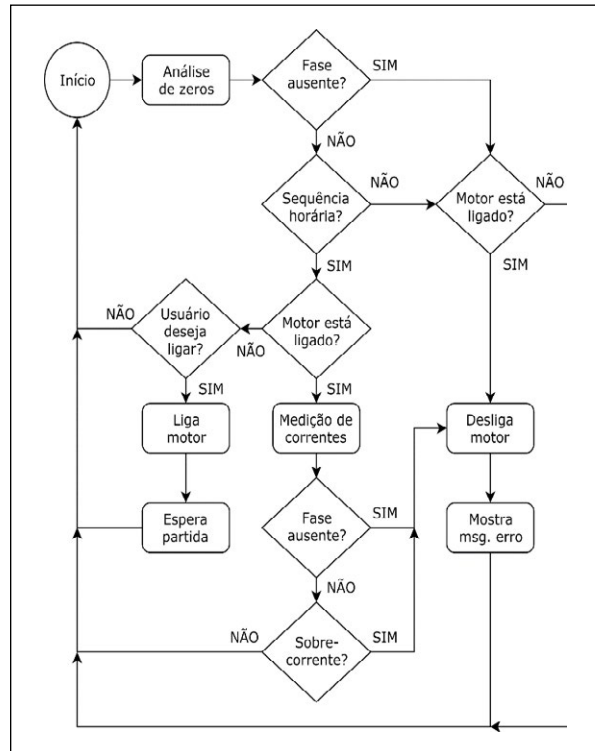 Início
Análise
de zeros
Fase
ausente?
SIM
NÃO
Sequência
horária?
NÃO
Motor está
ligado?
NÃO
SIM
SIM
Usuário
deseja
ligar?
NÃO
NÃO
Motor está
ligado?
SIM
SIM
Liga
motor
Medição de
correntes
Desliga
motor
Espera
partida
Fase
ausente?
SIM
Mostra
msg. erro
NÃO
NÃO
Sobre-
corrente?
SIM